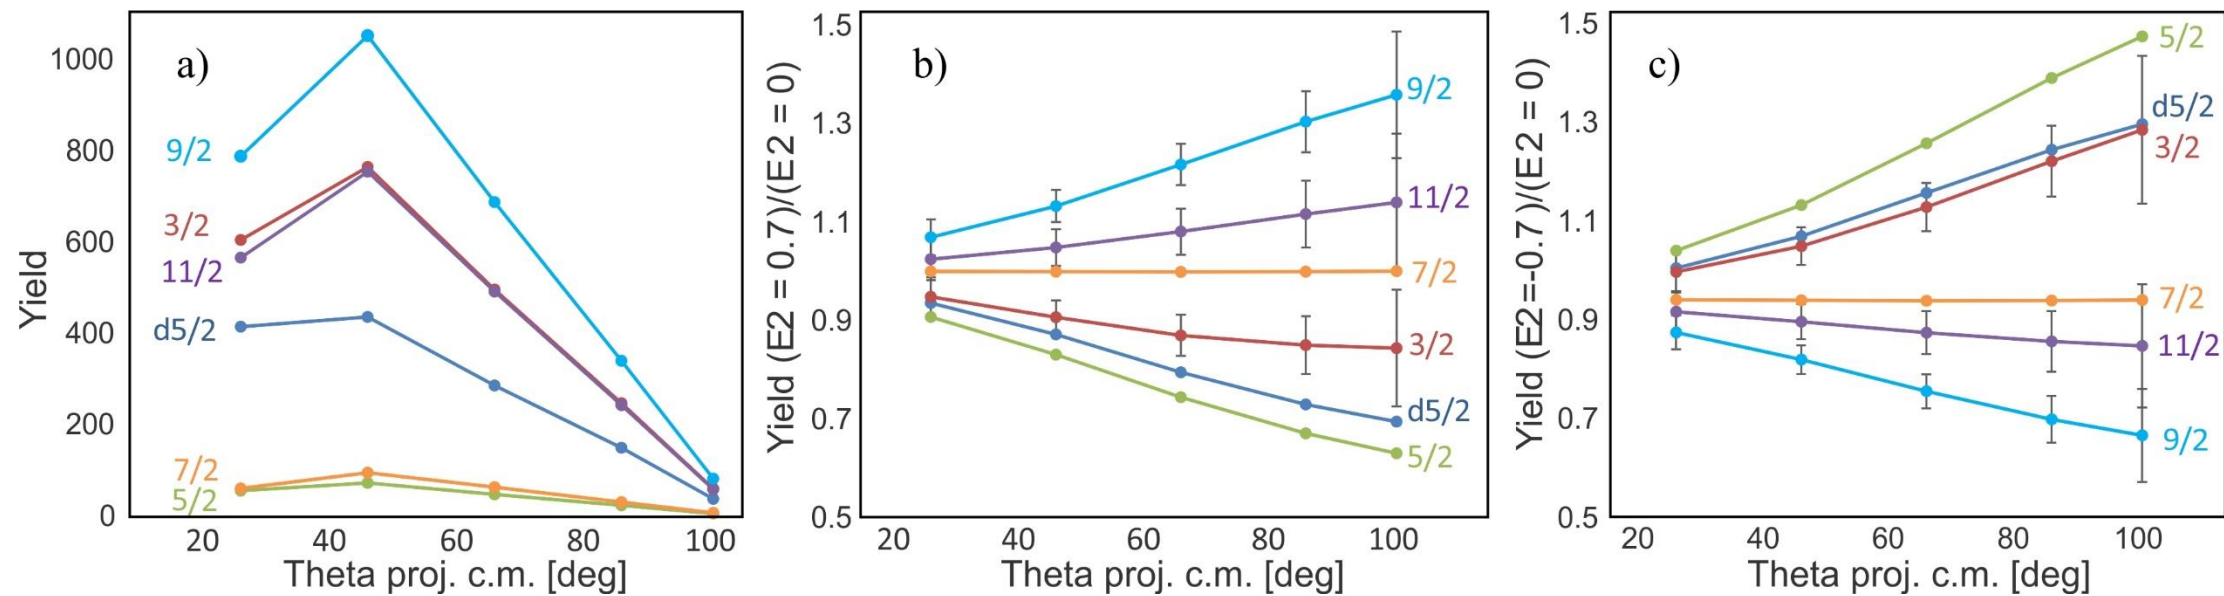 a)
1000
800
600
400
200
0
Yield
9/2
3/2
11/2
d5/2
7/2
5/2
20 40 60 80 100
Theta proj. c.m. [deg]
b)
1.5
1.3
1.1
0.9
0.7
0.5
Yield (E2 = 0.7)/(E2 = 0)
9/2
11/2
7/2
3/2
d5/2
5/2
20 40 60 80 100
Theta proj. c.m. [deg]
c)
1.5
1.3
1.1
0.9
0.7
0.5
Yield (E2=-0.7)/(E2 = 0)
5/2
d5/2
3/2
7/2
11/2
9/2
20 40 60 80 100
Theta proj. c.m. [deg]